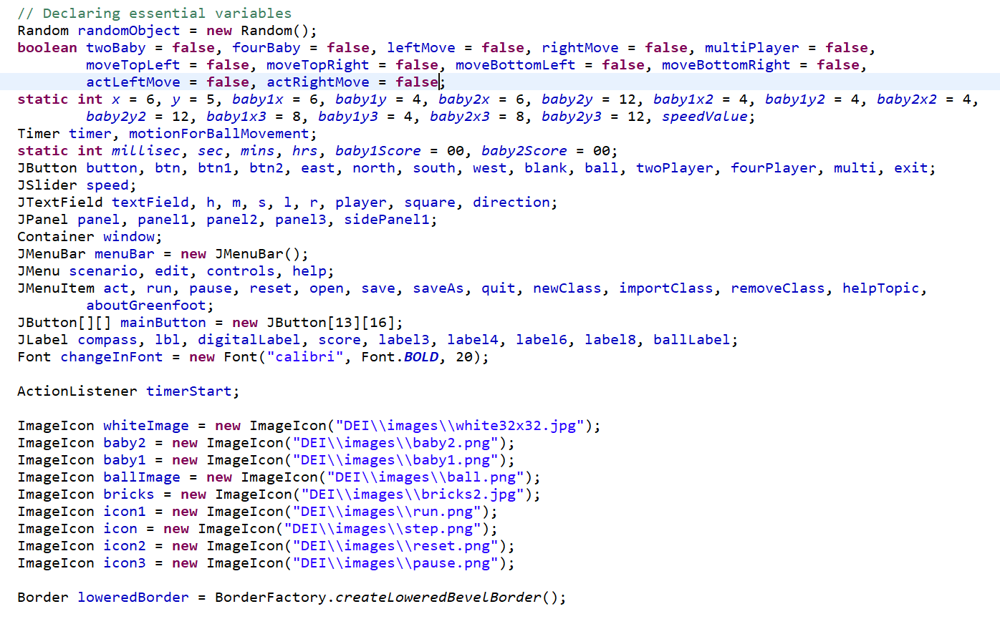 // Declaring essential variables
Random randomObject = new Random();
boolean twoBaby = false, fourBaby = false, leftMove = false, rightMove = false, multiPlayer = false,
moveTopLeft = false, moveTopRight = false, moveBottomLeft = false, moveBottomRight = false,
actLeftMove = false, actRightMove = false;
static int x = 6, y = 5, baby1x = 6, baby1y = 4, baby2x = 6, baby2y = 12, baby1x2 = 4, baby1y2 = 4, baby2x2 = 4,
baby2y2 = 12, baby1x3 = 8, baby1y3 = 4, baby2x3 = 8, baby2y3 = 12, speedValue;
Timer timer, motionForBallMovement;
static int millisec, sec, mins, hrs, baby1Score = 00, baby2Score = 00;
JButton button, btn, btn1, btn2, east, north, south, west, blank, ball, twoPlayer, fourPlayer, multi, exit;
JSlider speed;
JTextField textField, h, m, s, l, r, player, square, direction;
JPanel panel, panel1, panel2, panel3, sidePanel1;
Container window;
JMenuBar menuBar = new JMenuBar();
JMenu scenario, edit, controls, help;
JMenuItem act, run, pause, reset, open, save, saveAs, quit, newClass, importClass, removeClass, helpTopic,
aboutGreenfoot;
JButton[][] mainButton = new JButton[13][16];
JLabel compass, lbl, digitalLabel, score, label3, label4, label6, label8, ballLabel;
Font changeInFont = new Font("calibri", Font.BOLD, 20);
ActionListener timerStart;
ImageIcon whiteImage = new ImageIcon("DEI\\images\\white32x32.jpg");
ImageIcon baby2 = new ImageIcon("DEI\\images\\baby2.png");
ImageIcon baby1 = new ImageIcon("DEI\\images\\baby1.png");
ImageIcon ballImage = new ImageIcon("DEI\\images\\ball.png");
ImageIcon bricks = new ImageIcon("DEI\\images\\bricks2.jpg");
ImageIcon icon1 = new ImageIcon("DEI\\images\\run.png");
ImageIcon icon = new ImageIcon("DEI\\images\\step.png");
ImageIcon icon2 = new ImageIcon("DEI\\images\\reset.png");
ImageIcon icon3 = new ImageIcon("DEI\\images\\pause.png");
Border loweredBorder = BorderFactory.createLoweredBevelBorder();